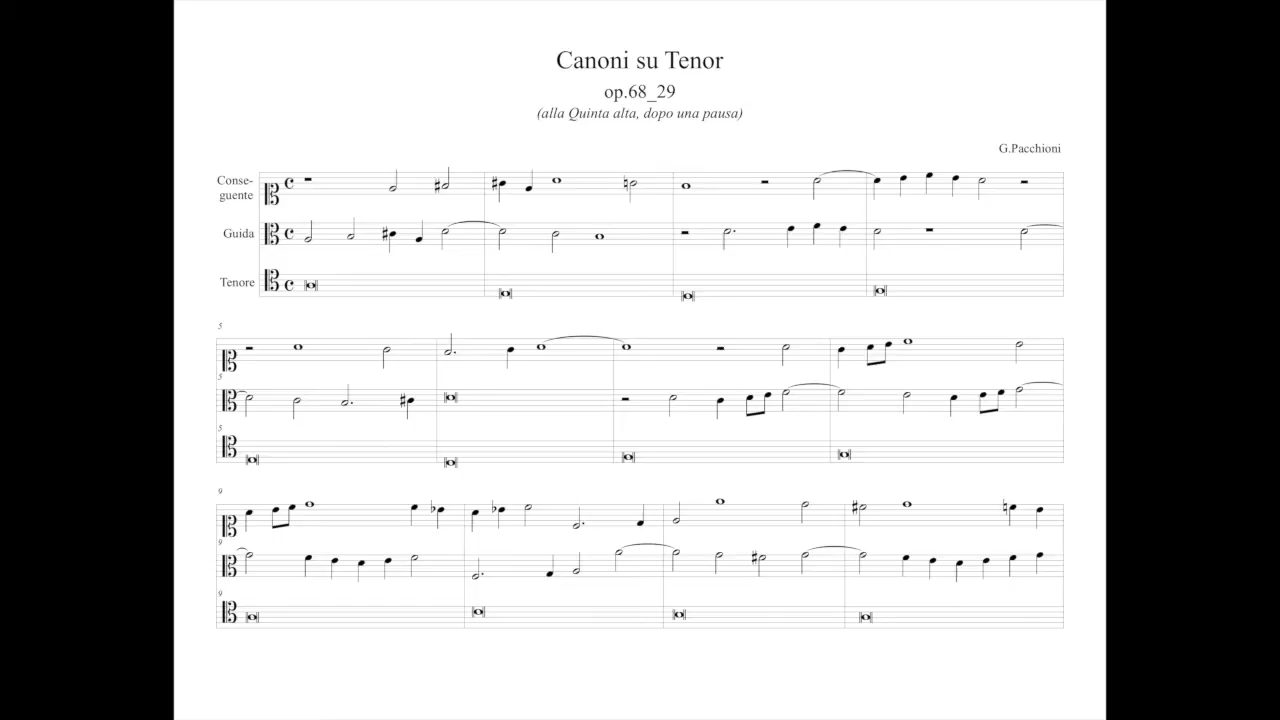 Canoni su Tenor
op.68_29
(alla Quinta alta, dopo una pausa)
G.Pacchioni
Conse-
guente
Guida
Tenore
5
5
5
9
9
9